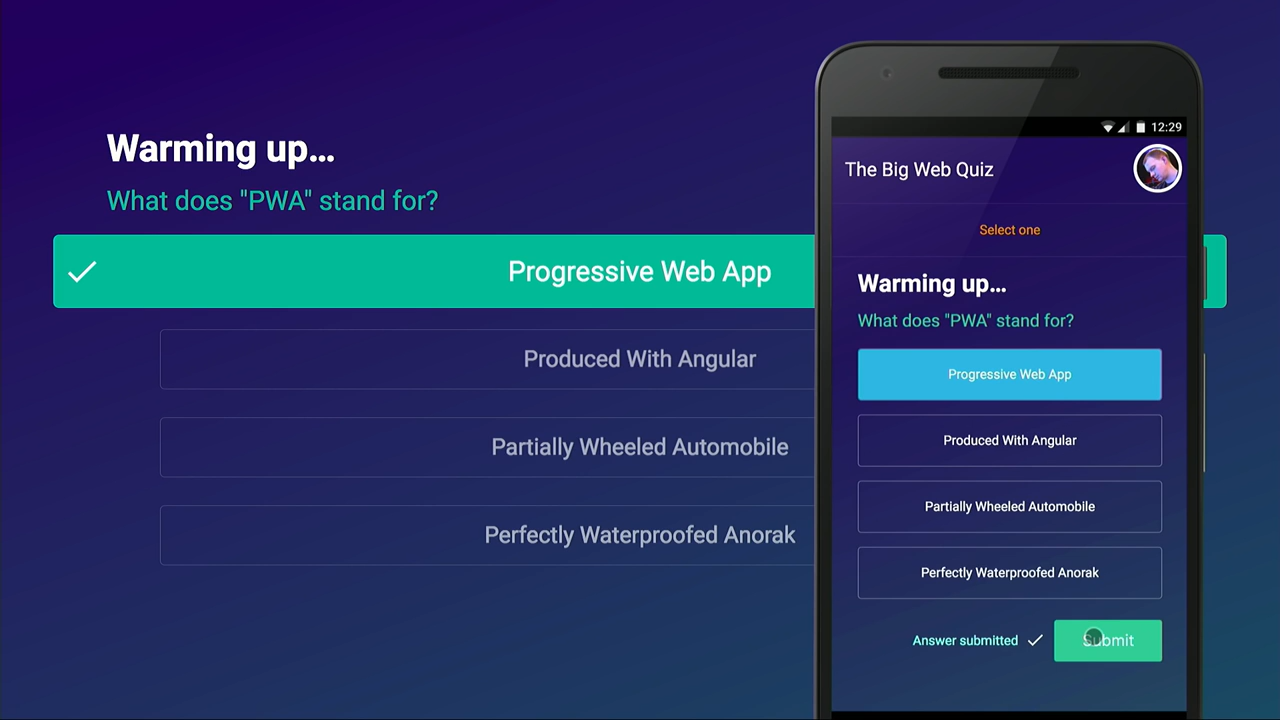 Warming up...
What does "PWA" stand for?
Progressive Web App
Produced With Angular
Partially Wheeled Automobile
Perfectly Waterproofed Anorak
12:29
The Big Web Quiz
Select one
Warming up...
What does "PWA" stand for?
Progressive Web App
Produced With Angular
Partially Wheeled Automobile
Perfectly Waterproofed Anorak
Answer submitted
Submit